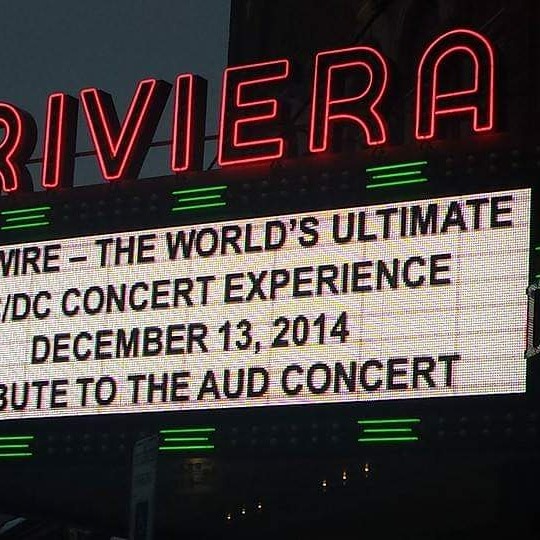 RIVIERA
WIRE – THE WORLD'S ULTIMATE
/DC CONCERT EXPERIENCE
DECEMBER 13, 2014
BUTE TO THE AUD CONCERT